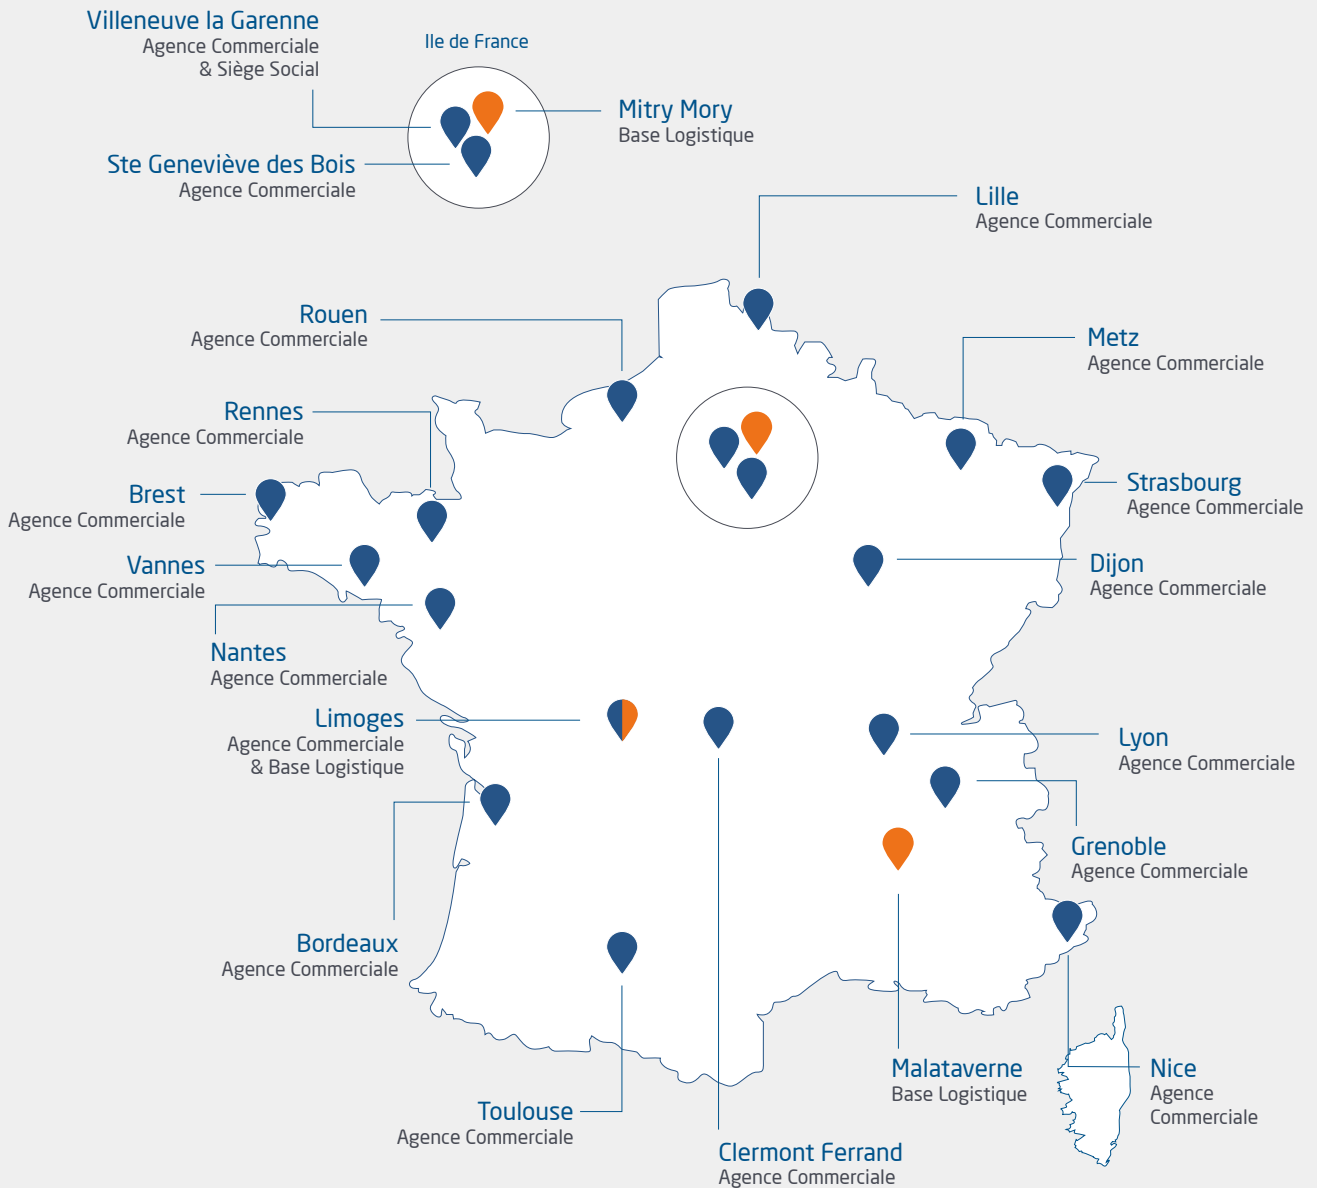 Villeneuve la Garenne
Agence Commerciale
& Siège Social
Ile de France
Mitry Mory
Base Logistique
Ste Geneviève des Bois
Agence Commerciale
Lille
Agence Commerciale
Rouen
Agence Commerciale
Metz
Agence Commerciale
Rennes
Agence Commerciale
Strasbourg
Agence Commerciale
Brest
Agence Commerciale
Vannes
Agence Commerciale
Dijon
Agence Commerciale
Nantes
Agence Commerciale
Limoges
Agence Commerciale
& Base Logistique
Lyon
Agence Commerciale
Grenoble
Agence Commerciale
Bordeaux
Agence Commerciale
Malataverne
Base Logistique
Nice
Agence
Commerciale
Toulouse
Agence Commerciale
Clermont Ferrand
Agence Commerciale